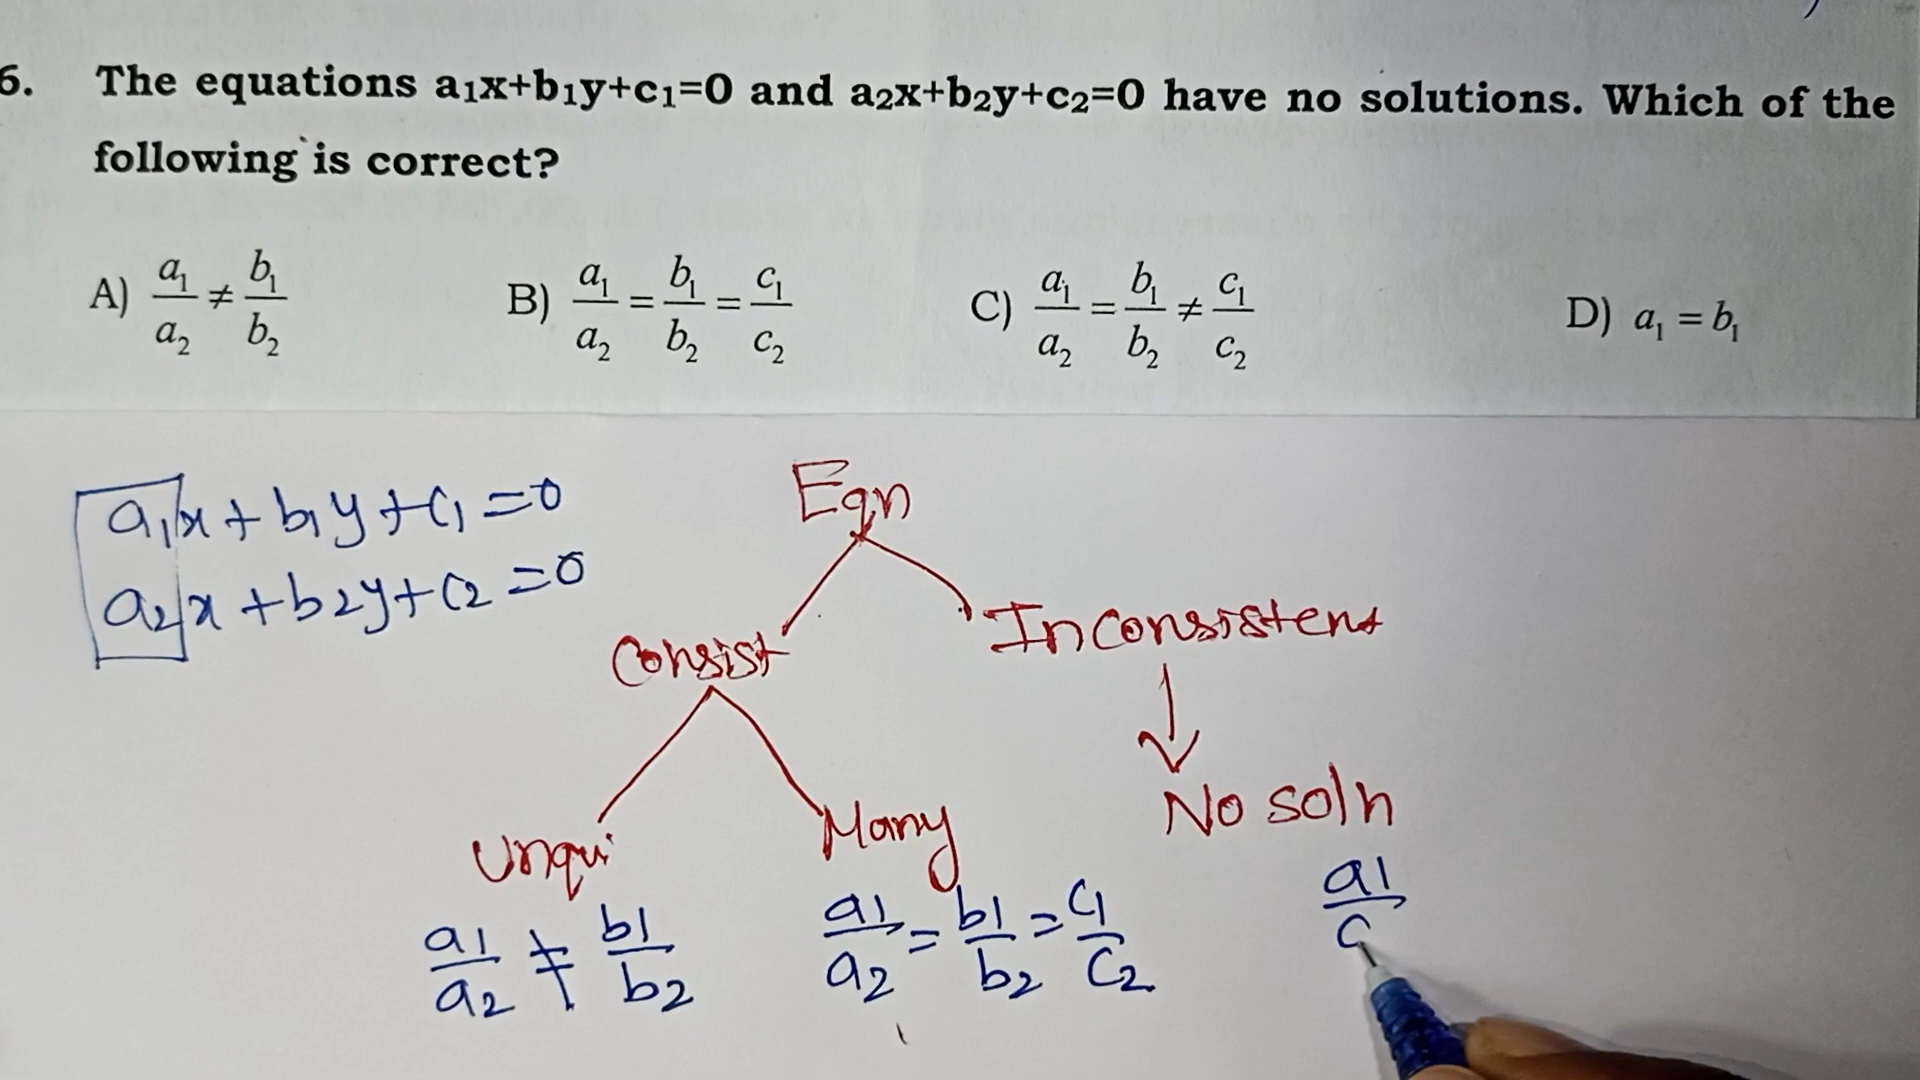 6. The equations a₁x+b₁y+c₁=0 and a₂x+b₂y+c₂=0 have no solutions. Which of the
following is correct?
A) a₁/a₂ ≠ b₁/b₂ B) a₁/a₂ = b₁/b₂ = c₁/c₂ C) a₁/a₂ = b₁/b₂ ≠ c₁/c₂ D) a₁ = b₁
a₁x + b₁y + c₁ = 0
a₂x + b₂y + c₂ = 0
Eqn
Consist Inconsistent
No soln
Unqui Many
a1/a2 ≠ b1/b2 a1/a2 = b1/b2 = c1/c2 a1/